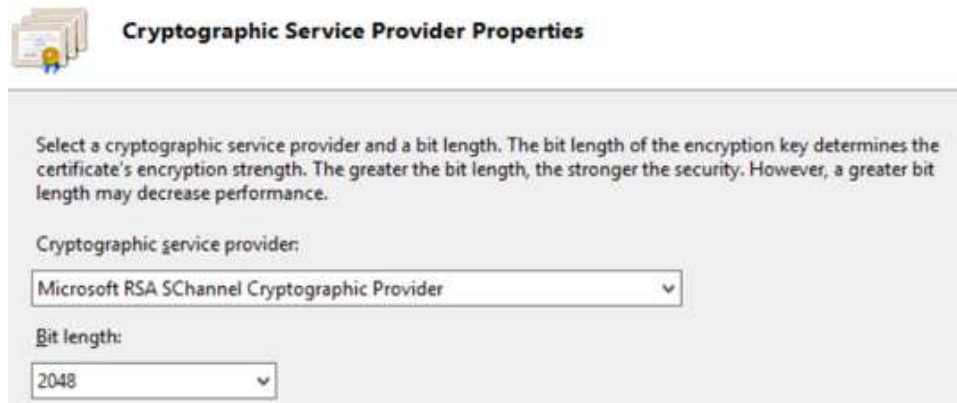 Cryptographic Service Provider Properties
Select a cryptographic service provider and a bit length. The bit length of the encryption key determines the
certificate's encryption strength. The greater the bit length, the stronger the security. However, a greater bit
length may decrease performance.
Cryptographic service provider:
Microsoft RSA SChannel Cryptographic Provider
Bit length:
2048